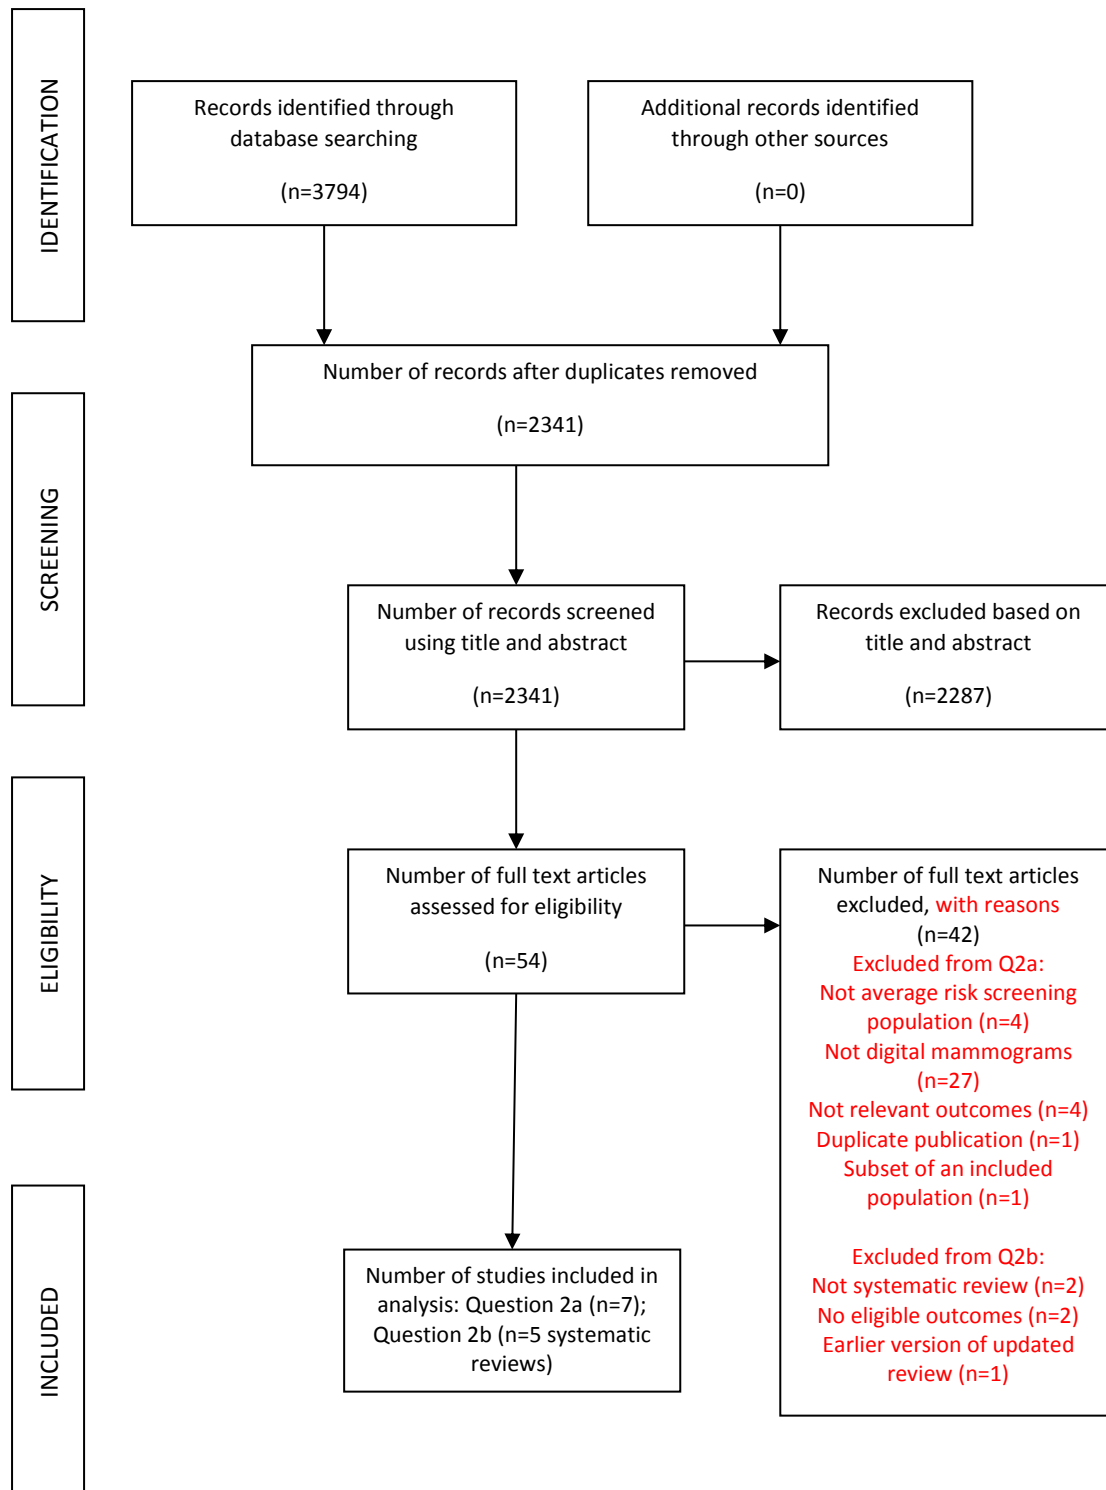 IDENTIFICATION
Records identified through
database searching
(n=3794)
Additional records identified
through other sources
(n=0)
Number of records after duplicates removed
(n=2341)
SCREENING
Number of records screened
using title and abstract
(n=2341)
Records excluded based on
title and abstract
(n=2287)
ELIGIBILITY
Number of full text articles
assessed for eligibility
(n=54)
Number of full text articles
excluded, with reasons
(n=42)
Excluded from Q2a:
Not average risk screening
population (n=4)
Not digital mammograms
(n=27)
Not relevant outcomes (n=4)
Duplicate publication (n=1)
Subset of an included
population (n=1)
Excluded from Q2b:
Not systematic review (n=2)
No eligible outcomes (n=2)
Earlier version of updated
review (n=1)
INCLUDED
Number of studies included in
analysis: Question 2a (n=7);
Question 2b (n=5 systematic
reviews)